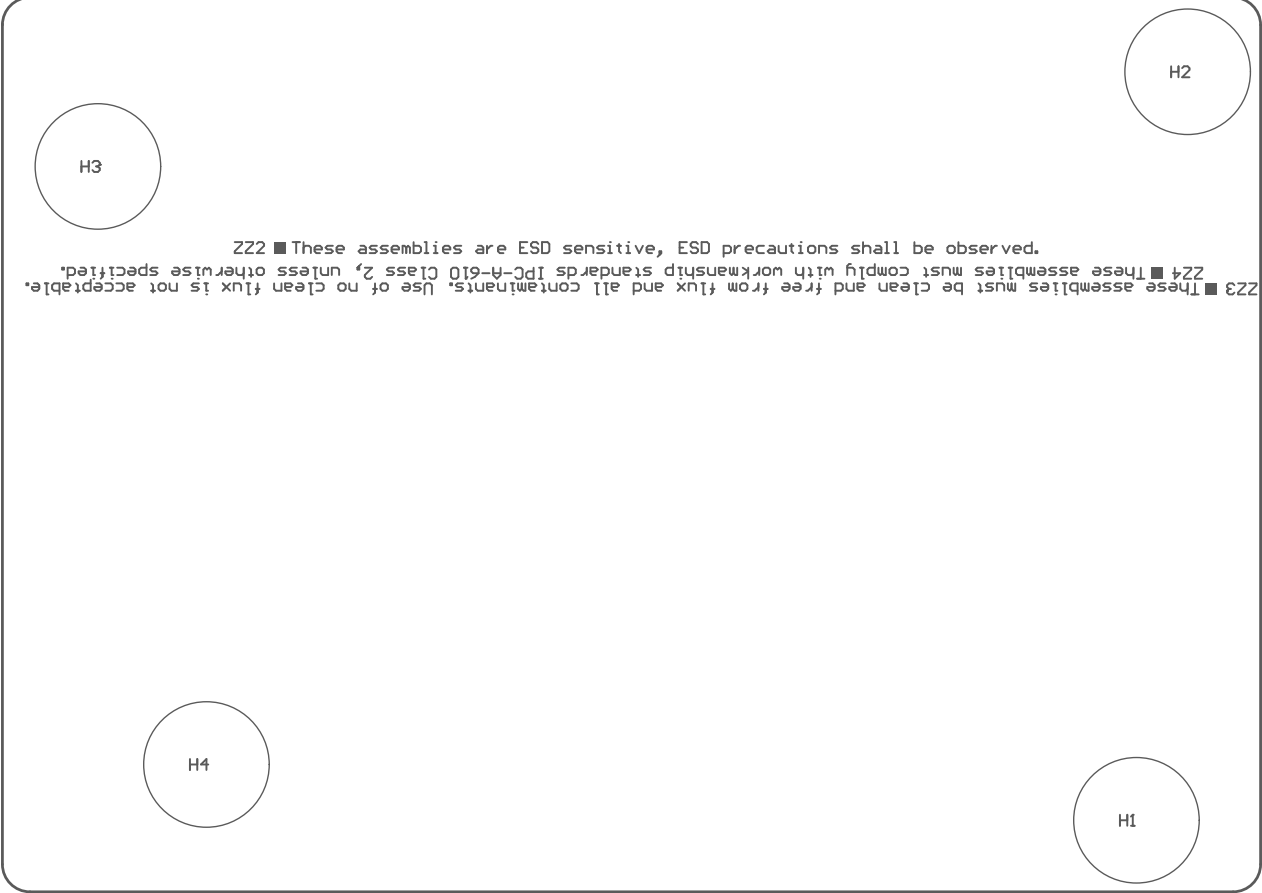 H2
H3
ZZ2 ■ These assemblies are ESD sensitive, ESD precautions shall be observed.
ZZ4 ■ These assemblies must comply with workmanship standards IPC-A-610 Class 2, unless otherwise specified.
ZZ3 ■ These assemblies must be clean and free from flux and all contaminants. Use of no clean flux is not acceptable.
H4
H1